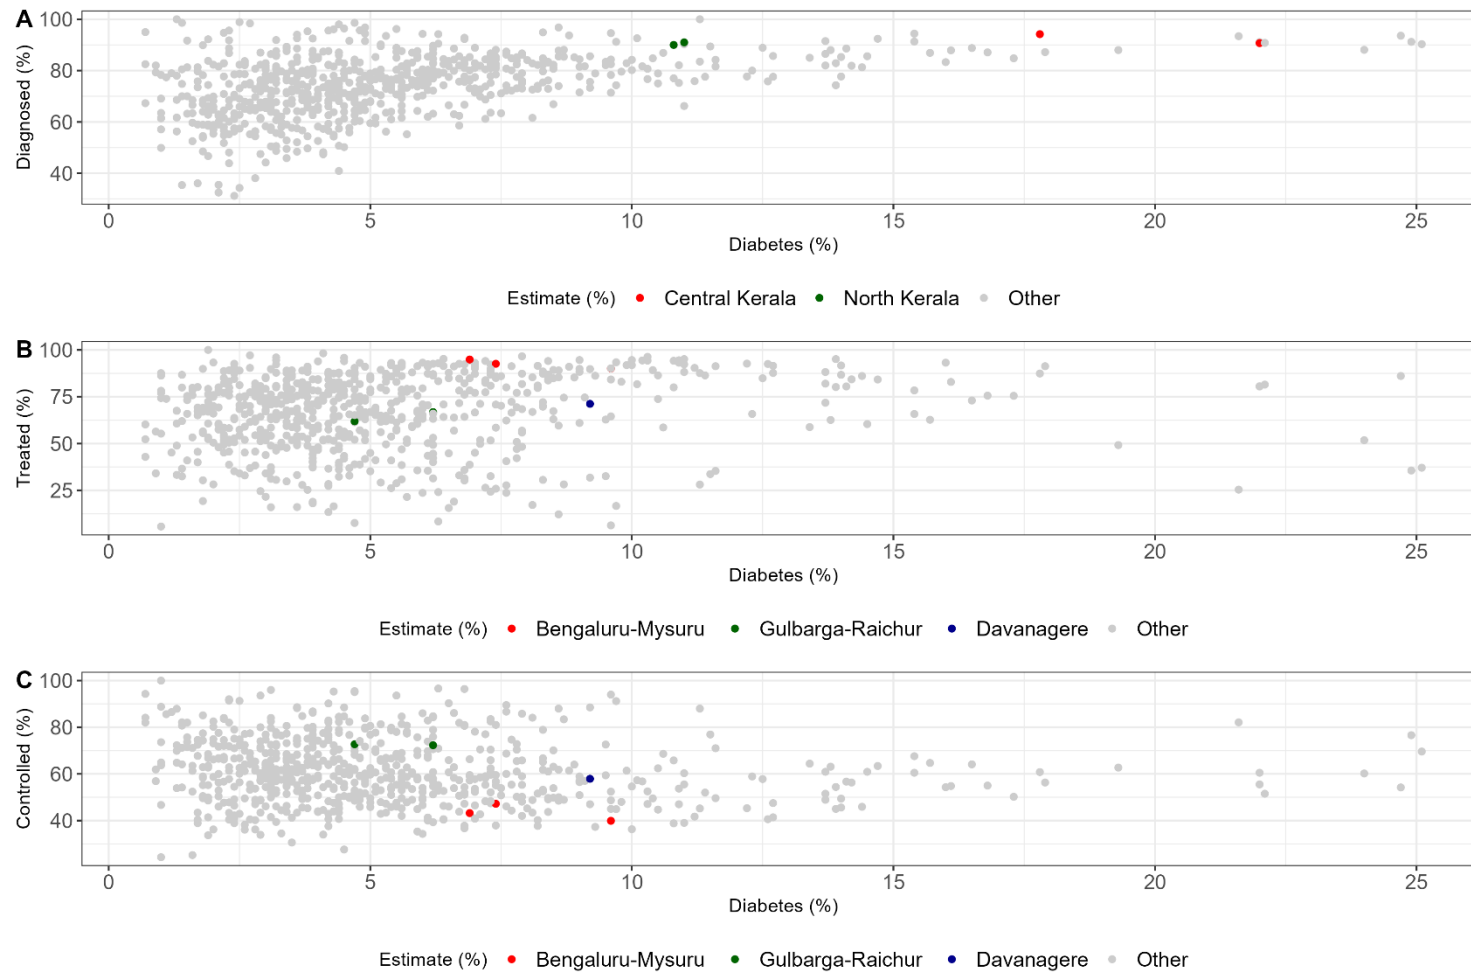 A
Diagnosed (%)
100
80
60
40
0 5 10 15 20 25
Diabetes (%)
Estimate (%) Central Kerala North Kerala Other
B
Treated (%)
100
75
50
25
0 5 10 15 20 25
Diabetes (%)
Estimate (%) Bengaluru-Mysuru Gulbarga-Raichur Davanagere Other
C
Controlled (%)
100
80
60
40
0 5 10 15 20 25
Diabetes (%)
Estimate (%) Bengaluru-Mysuru Gulbarga-Raichur Davanagere Other